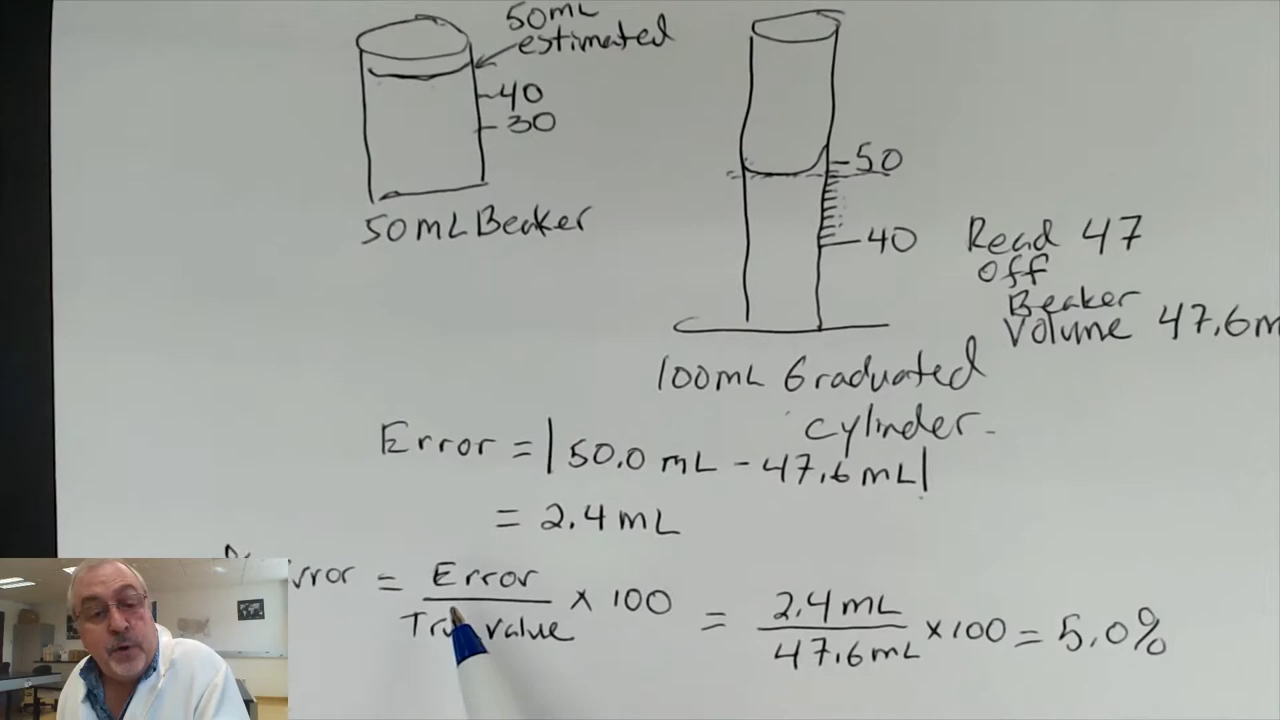 50mL
estimated
40
30
50mL Beaker
50
40
100mL Graduated
cylinder.
Read 47
off
Beaker
Volume 47.6m
Error = | 50.0 mL - 47.6 mL |
= 2.4 mL
= Error / value × 100 = 2.4 mL / 47.6 mL × 100 = 5.0%